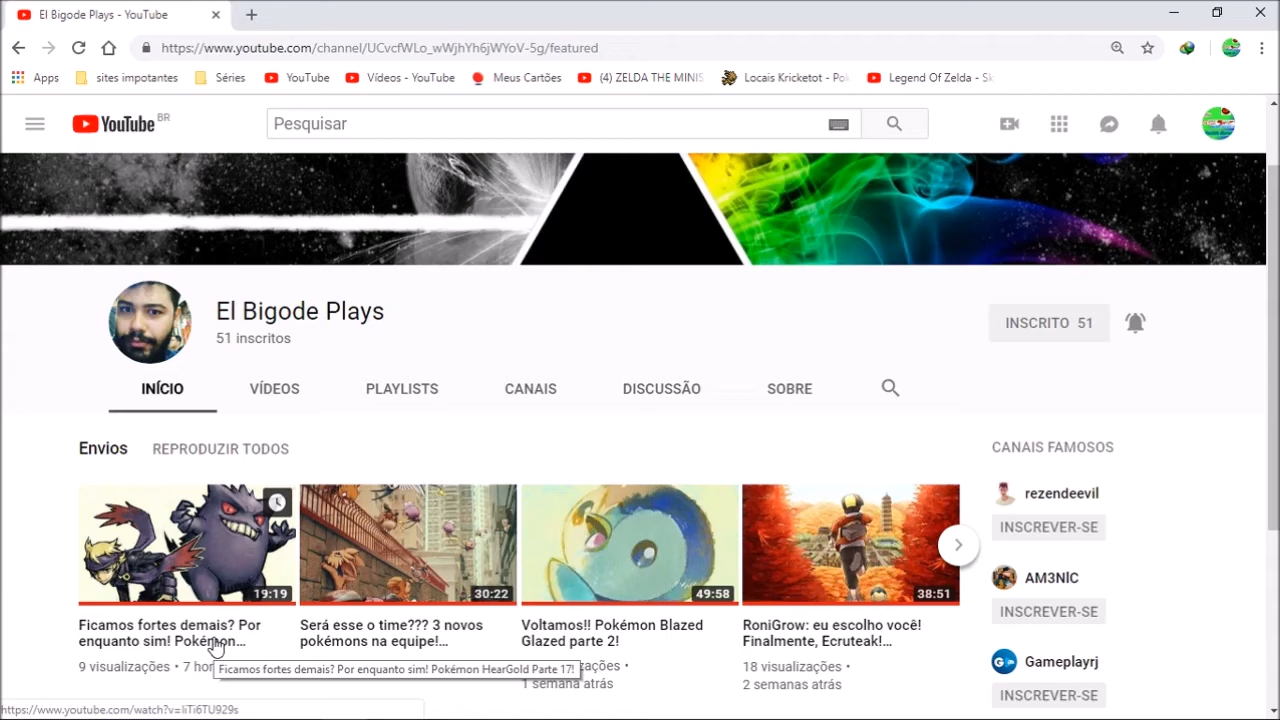 El Bigode Plays - YouTube
https://www.youtube.com/channel/UCvcfWLo_wWjhYh6jWYoV-5g/featured
Apps sites impotantes Séries YouTube Vídeos - YouTube Meus Cartões (4) ZELDA THE MINIS Locais Kricketot - Pok Legend Of Zelda - Sk
YouTube BR
Pesquisar
El Bigode Plays
51 inscritos
INSCRITO 51
INÍCIO VÍDEOS PLAYLISTS CANAIS DISCUSSÃO SOBRE
Envios REPRODUZIR TODOS
19:19
30:22
49:58
38:51
Ficamos fortes demais? Por
enquanto sim! Pokémon...
9 visualizações • 7 hor
Será esse o time??? 3 novos
pokémons na equipe!...
Voltamos!! Pokémon Blazed
Glazed parte 2!
zações •
1 semana atrás
RoniGrow: eu escolho você!
Finalmente, Ecruteak!...
18 visualizações •
2 semanas atrás
Ficamos fortes demais? Por enquanto sim! Pokémon HearGold Parte 17!
CANAIS FAMOSOS
rezendeevil
INSCREVER-SE
AM3NlC
INSCREVER-SE
Gameplayrj
INSCREVER-SE
https://www.youtube.com/watch?v=IiTi6TU929s